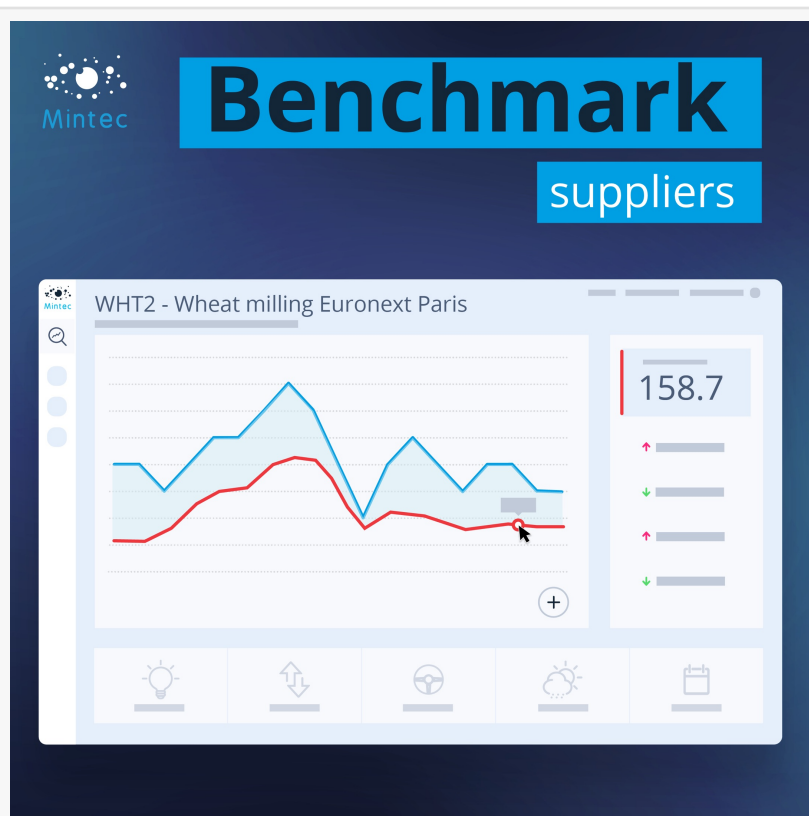 Mintec
Benchmark
suppliers
Mintec
WHT2 - Wheat milling Euronext Paris
158.7